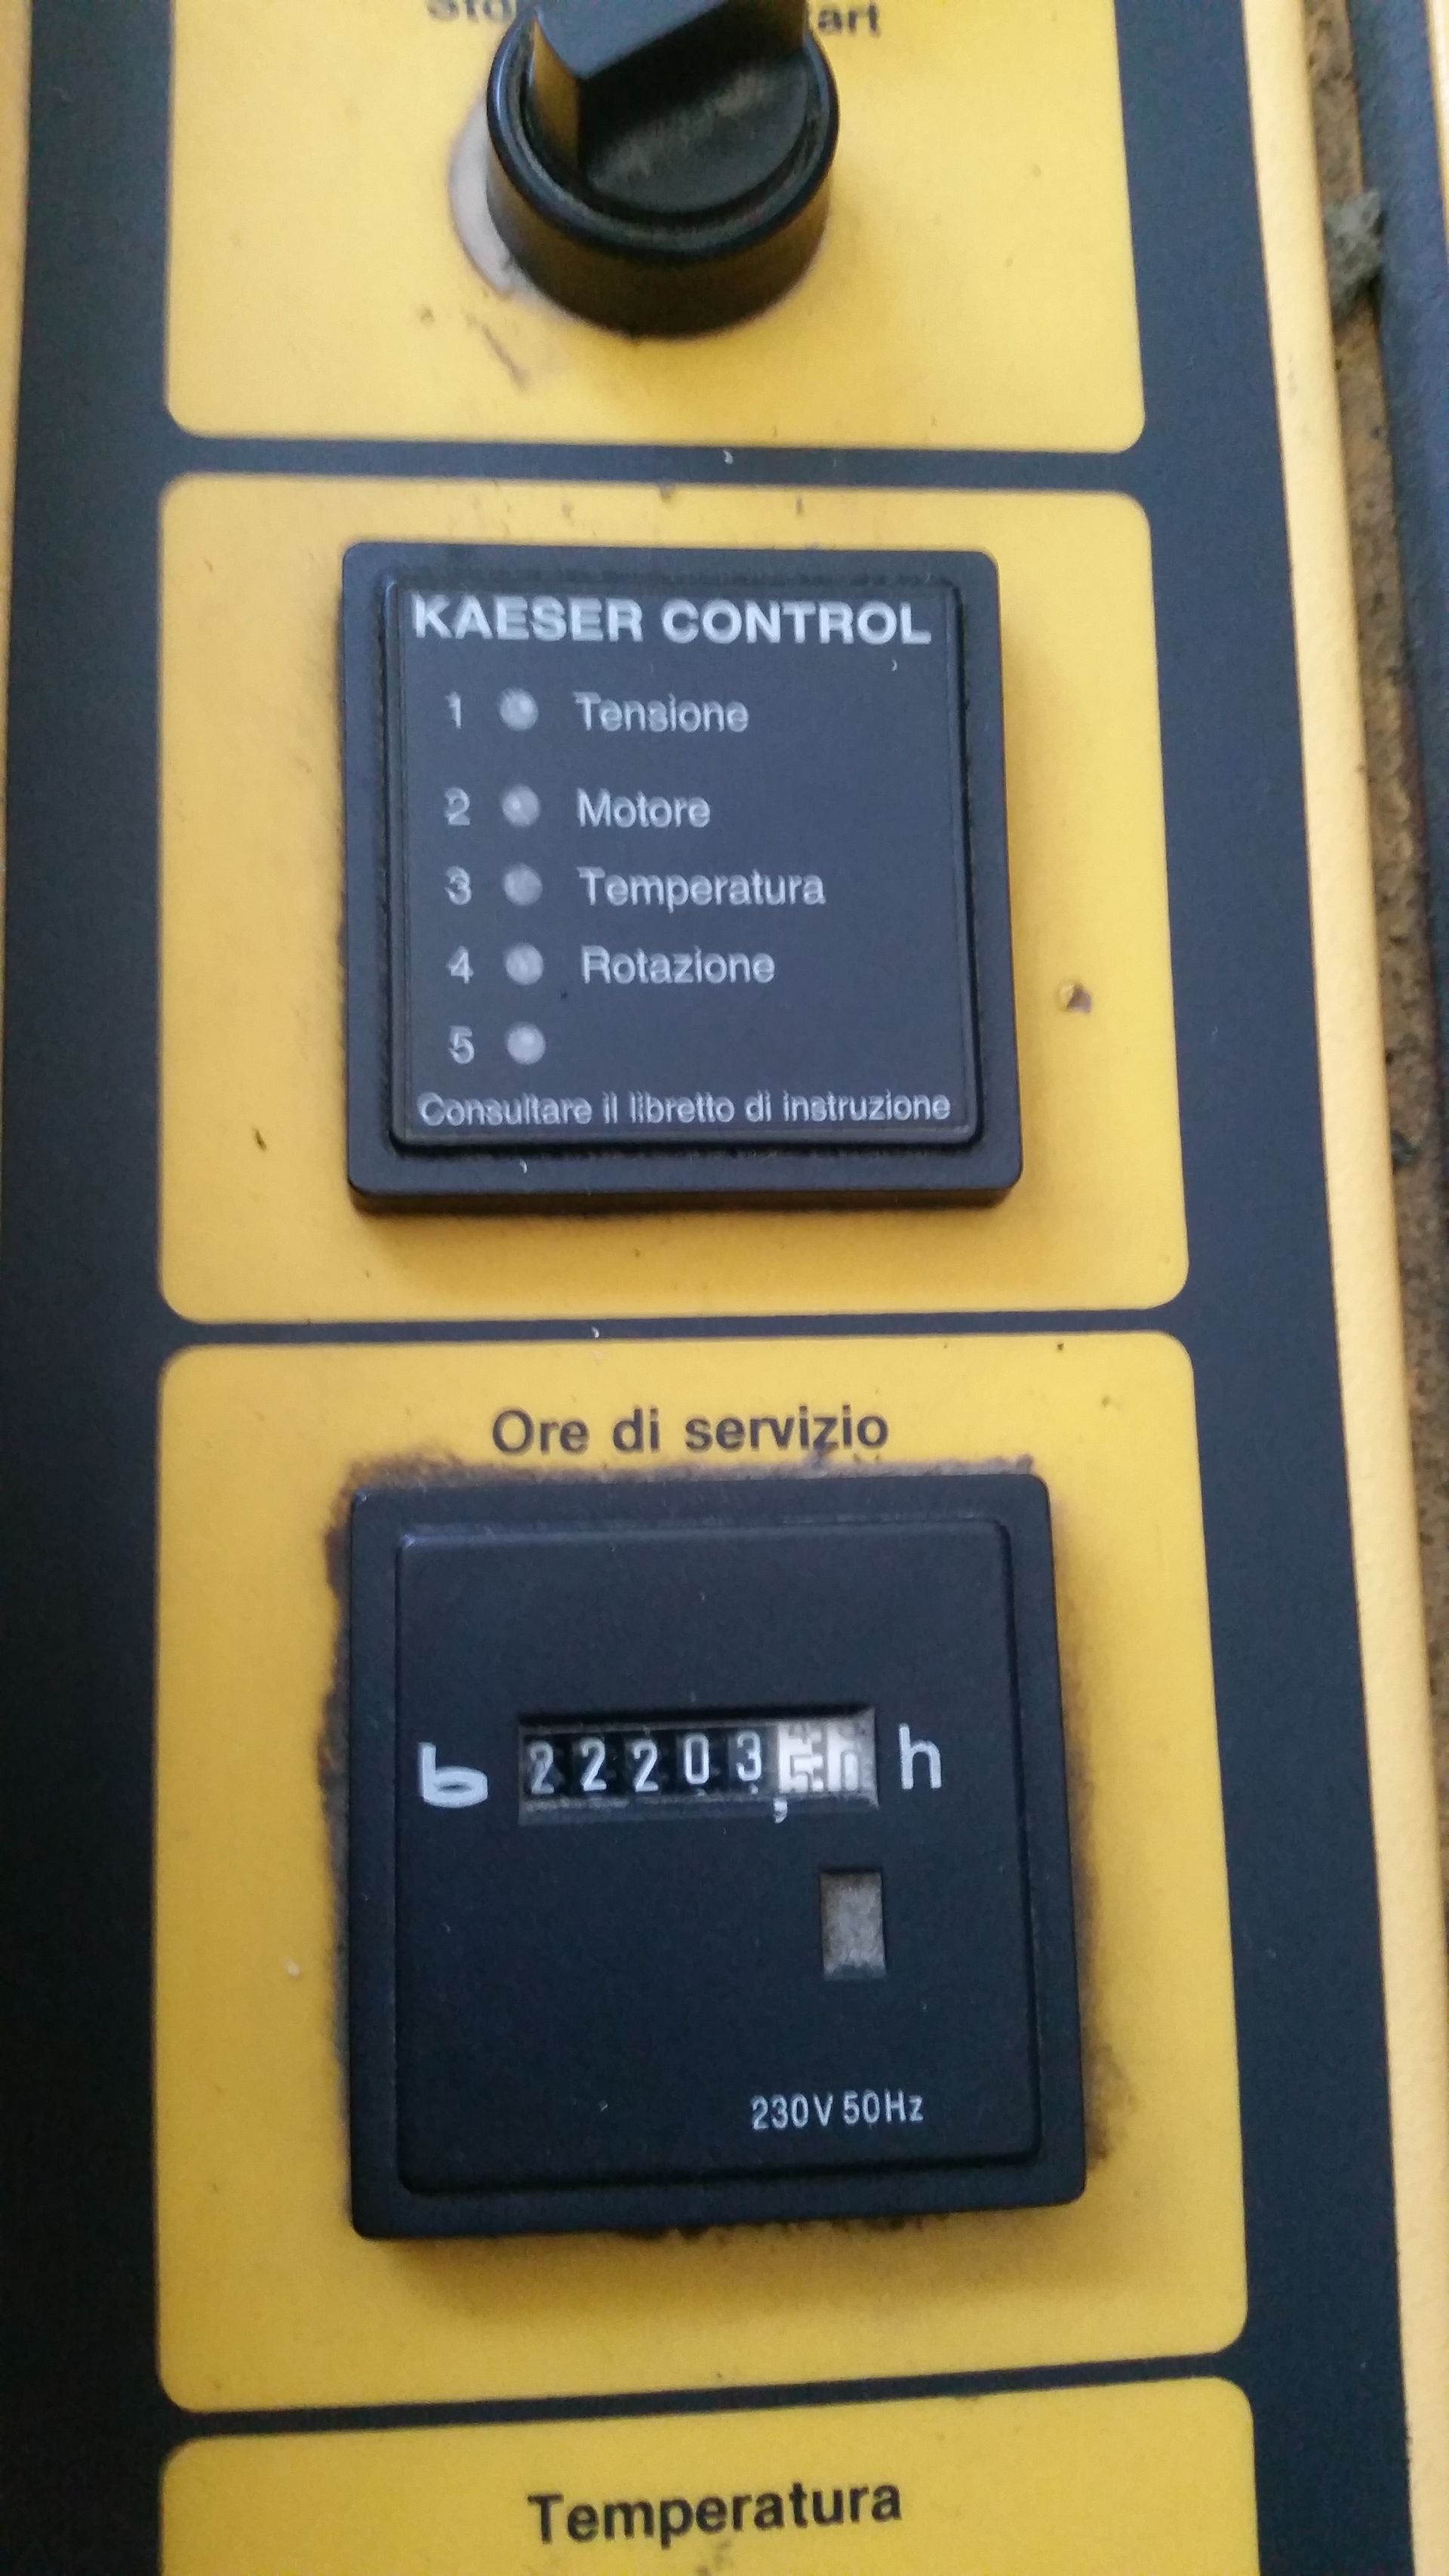 KAESER CONTROL
1 Tensione
2 Motore
3 Temperatura
4 Rotazione
5
Consultare il libretto di instruzione
Ore di servizio
22203, h
230V 50Hz
Temperatura